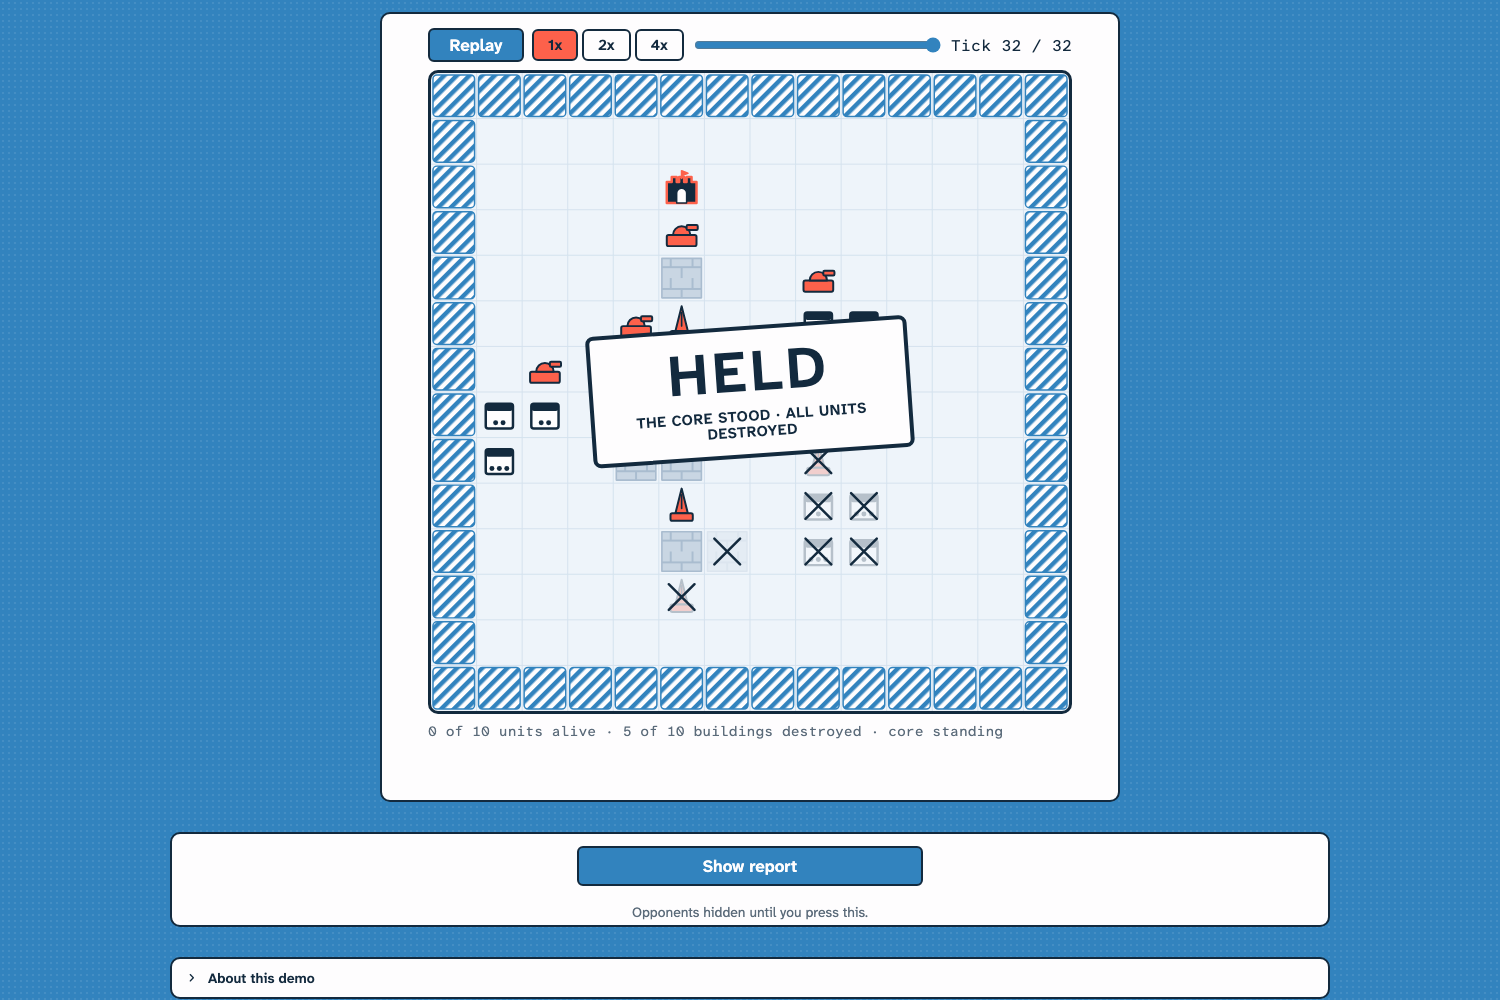 Replay 1x 2x 4x Tick 32 / 32
HELD
THE CORE STOOD · ALL UNITS
DESTROYED
0 of 10 units alive · 5 of 10 buildings destroyed · core standing
Show report
Opponents hidden until you press this.
About this demo